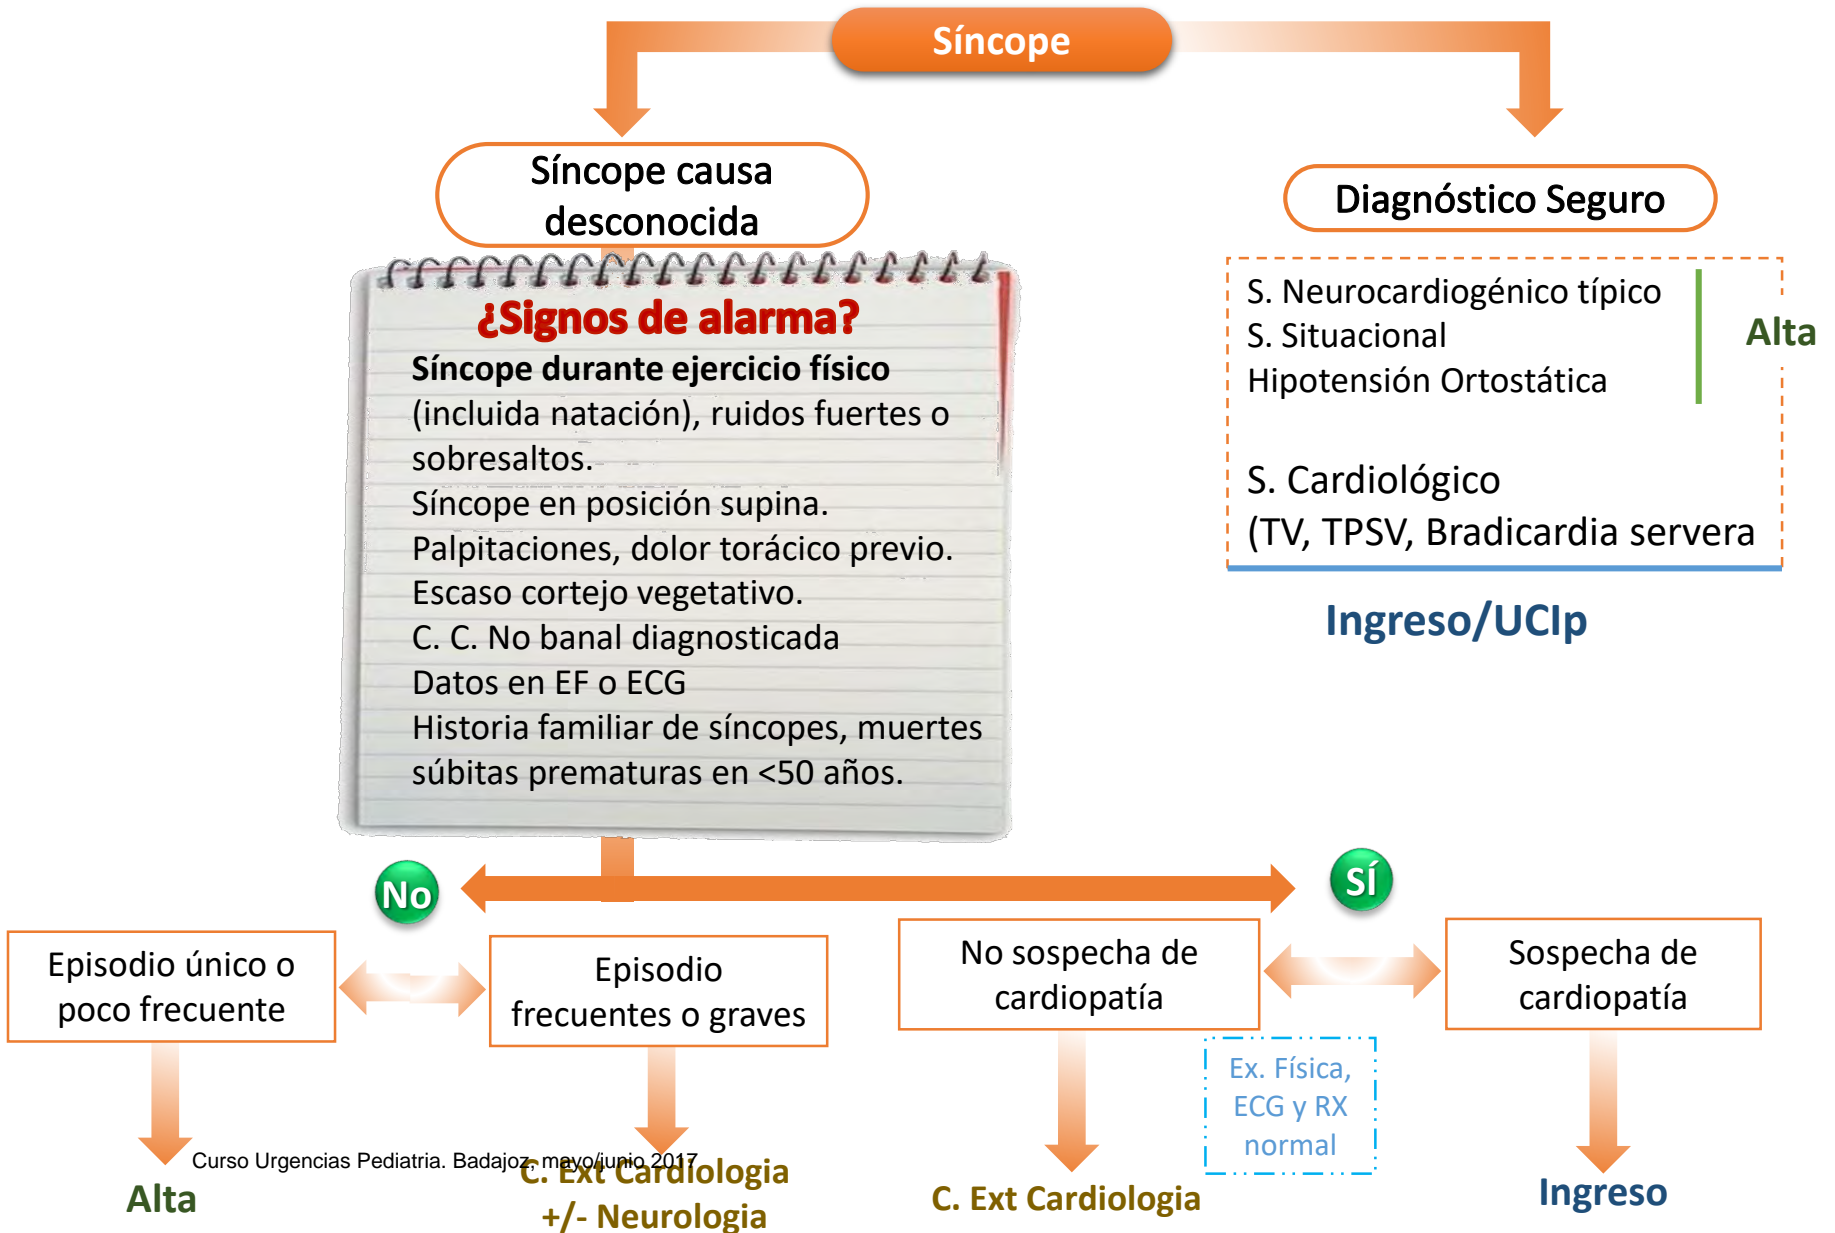 Síncope
Síncope causa
desconocida
Diagnóstico Seguro
¿Signos de alarma?
Síncope durante ejercicio físico
(incluida natación), ruidos fuertes o
sobresaltos.
Síncope en posición supina.
Palpitaciones, dolor torácico previo.
Escaso cortejo vegetativo.
C. C. No banal diagnosticada
Datos en EF o ECG
Historia familiar de síncopes, muertes
súbitas prematuras en <50 años.
S. Neurocardiogénico típico
S. Situacional
Hipotensión Ortostática
Alta
S. Cardiológico
(TV, TPSV, Bradicardia servera
Ingreso/UCIp
No
SÍ
Episodio único o
poco frecuente
Episodio
frecuentes o graves
No sospecha de
cardiopatía
Sospecha de
cardiopatía
Ex. Física,
ECG y RX
normal
Curso Urgencias Pediatria. Badajoz, mayo/junio 2017
Alta
C. Ext Cardiologia
+/- Neurologia
C. Ext Cardiologia
Ingreso